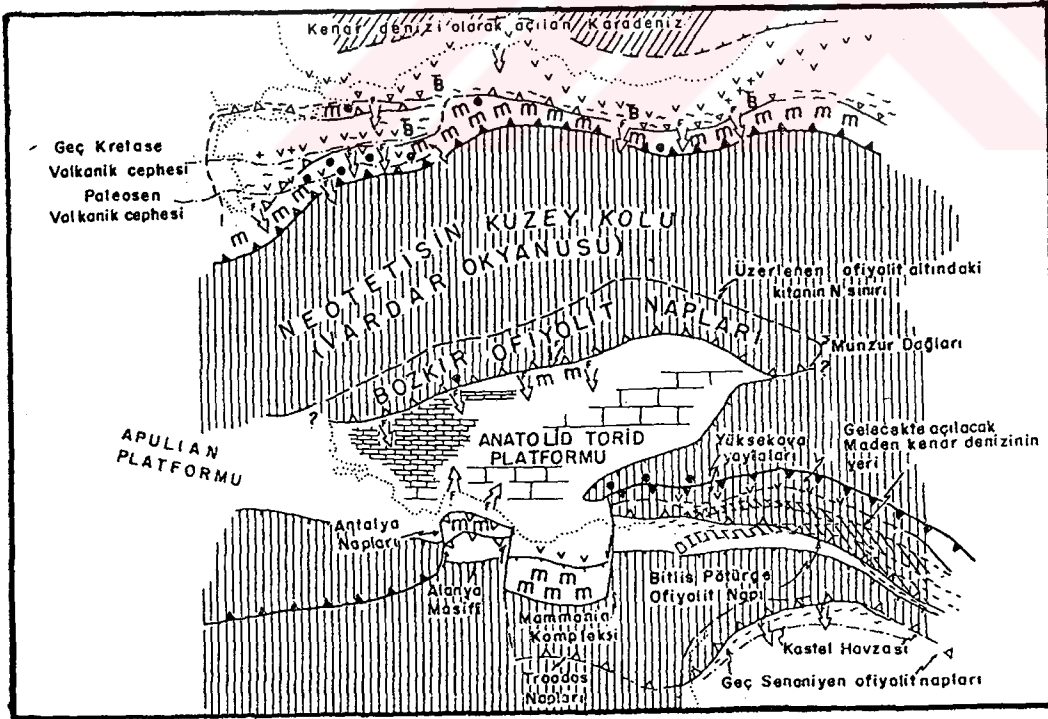 Kenar denizi olarak açılan Karadeniz
Geç Kretase
Volkanik cephesi
Paleosen
Volkanik cephesi
NEOTETİSİN KUZEY KOLU
(VARDAR OKYANUSU)
Üzerlenen ofiyolit altındaki
kıtanın N sınırı
BOZKIR OFİYOLİT NAPLARI
Munzur Dağları
?
?
APULIAN
PLATFORMU
ANATOLİD TORİD
PLATFORMU
Yüksekova
yayları
Gelecekte açılacak
Maden kenar denizinin
yeri
Antalya
Napları
Alanya
Masifi
Bitlis Pötürge
Ofiyolit Napı
Mammonia
Kompleksi
Kastel Havzası
Troodos
Napları
Geç Senoniyen ofiyolit napları